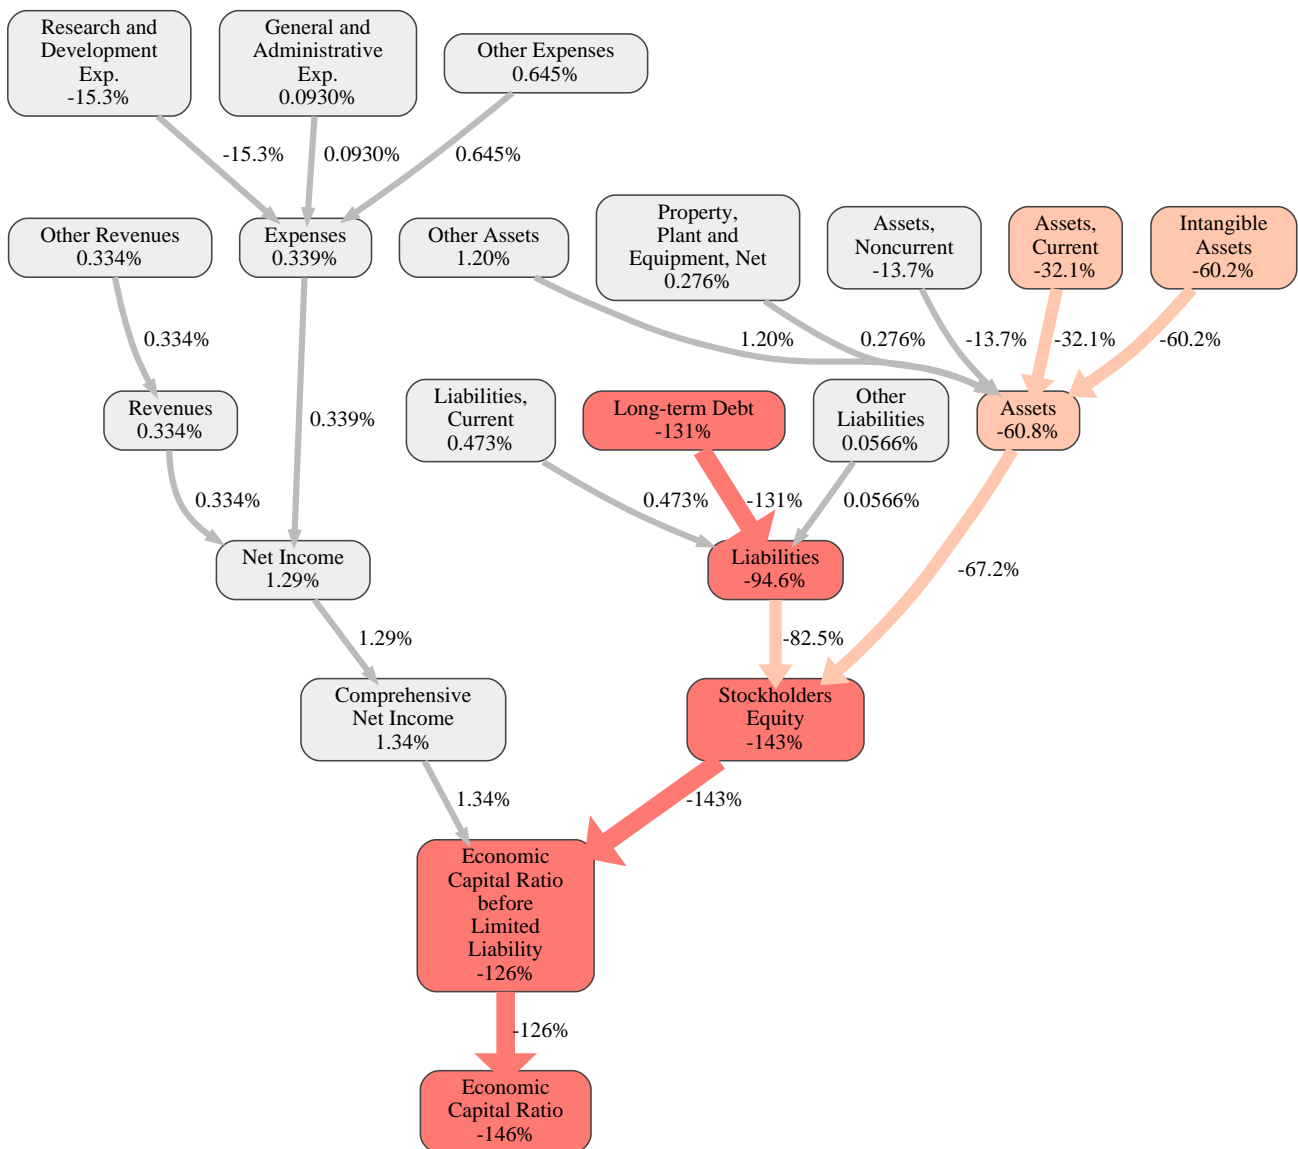 Research and
Development
Exp.
-15.3%
General and
Administrative
Exp.
0.0930%
Other Expenses
0.645%
-15.3%
0.0930%
0.645%
Other Revenues
0.334%
Expenses
0.339%
Other Assets
1.20%
Property,
Plant and
Equipment, Net
0.276%
Assets,
Noncurrent
-13.7%
Assets,
Current
-32.1%
Intangible
Assets
-60.2%
0.334%
1.20%
0.276%
-13.7%
-32.1%
-60.2%
Revenues
0.334%
0.339%
Liabilities,
Current
0.473%
Long-term Debt
-131%
Other
Liabilities
0.0566%
Assets
-60.8%
0.334%
0.473%
-131%
0.0566%
Net Income
1.29%
Liabilities
-94.6%
-67.2%
1.29%
-82.5%
Comprehensive
Net Income
1.34%
Stockholders
Equity
-143%
1.34%
-143%
Economic
Capital Ratio
before
Limited
Liability
-126%
-126%
Economic
Capital Ratio
-146%